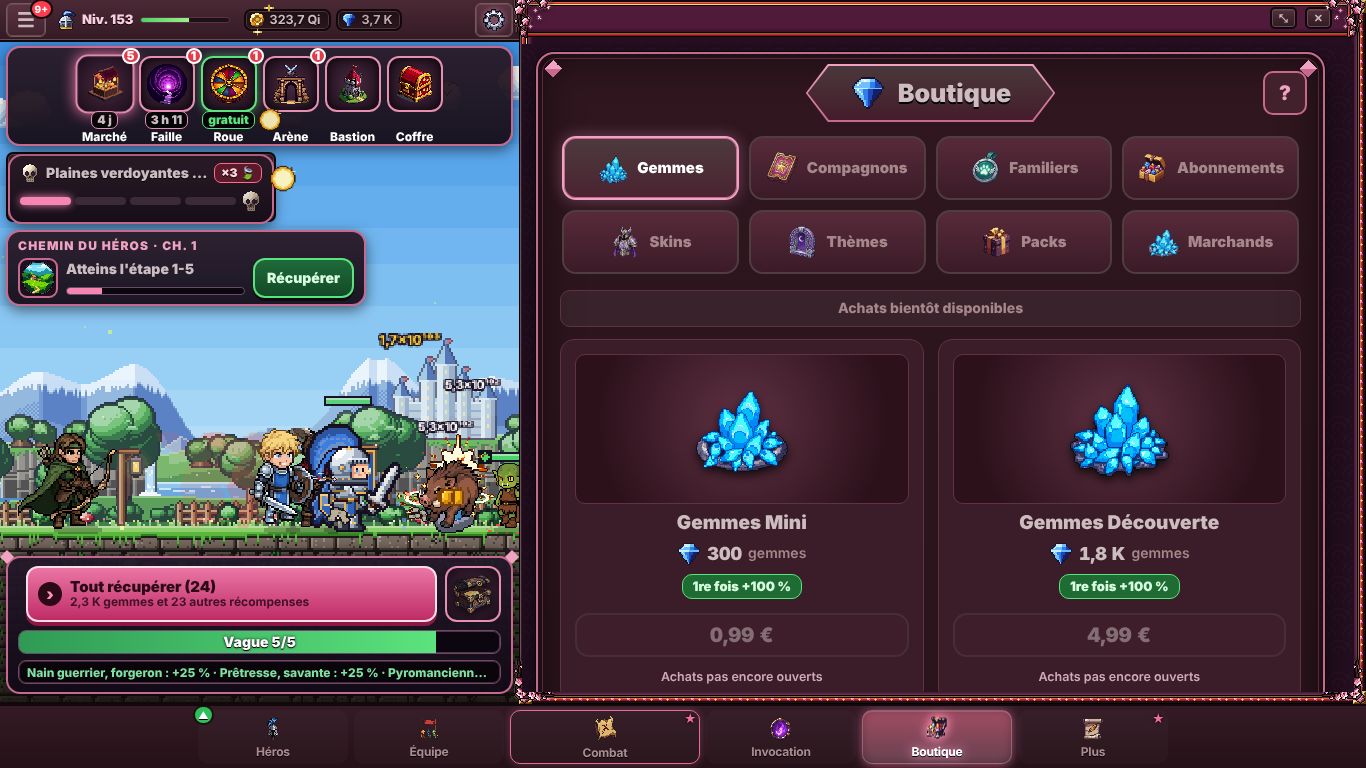 9+
Niv. 153
323,7 Qi
3,7 K
5
1
1
1
4 j
3 h 11
gratuit
Marché
Faille
Roue
Arène
Bastion
Coffre
Plaines verdoyantes ...
×3
CHEMIN DU HÉROS · CH. 1
Atteins l'étape 1-5
Récupérer
Tout récupérer (24)
2,3 K gemmes et 23 autres récompenses
Vague 5/5
Nain guerrier, forgeron : +25 % · Prêtresse, savante : +25 % · Pyromancienn...
Boutique
?
Gemmes
Compagnons
Familiers
Abonnements
Skins
Thèmes
Packs
Marchands
Achats bientôt disponibles
Gemmes Mini
300 gemmes
1re fois +100 %
0,99 €
Achats pas encore ouverts
Gemmes Découverte
1,8 K gemmes
1re fois +100 %
4,99 €
Achats pas encore ouverts
Héros
Équipe
Combat
Invocation
Boutique
Plus